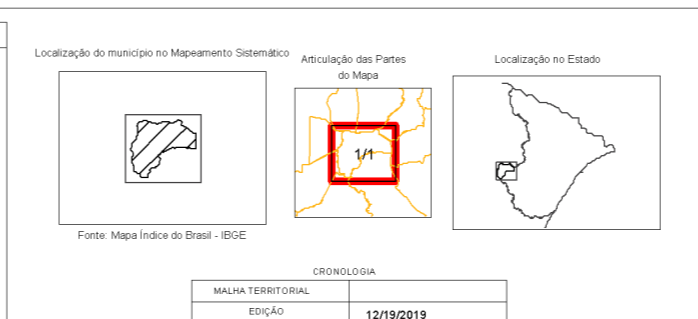 Localização do município no Mapeamento Sistemático
Articulação das Partes
do Mapa
Localização no Estado
1/1
Fonte: Mapa Índice do Brasil - IBGE
CRONOLOGIA
MALHA TERRITORIAL
EDIÇÃO 12/19/2019